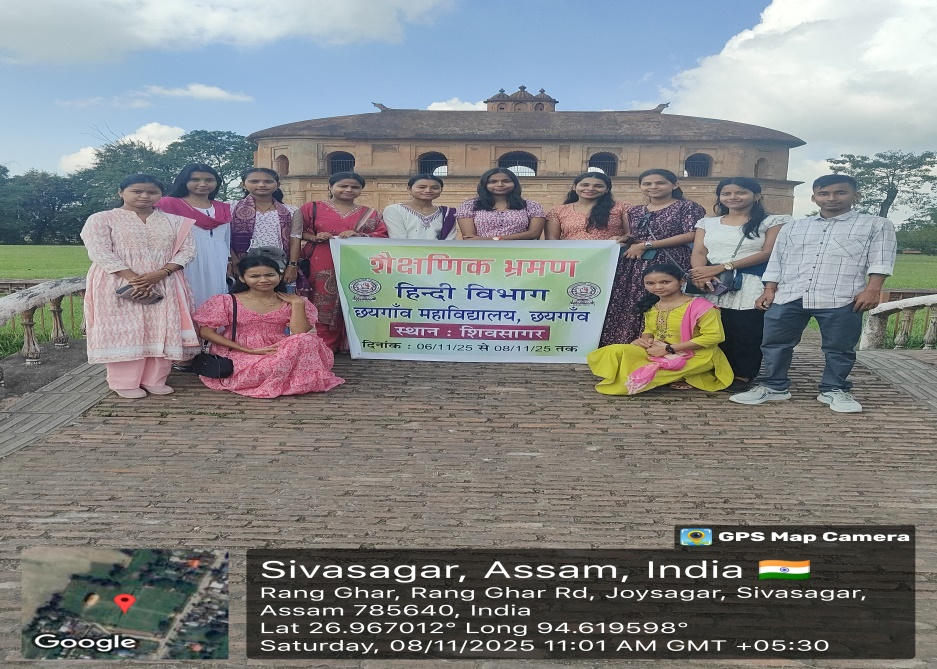 शैक्षणिक भ्रमण
हिन्दी विभाग
छयगाँव महाविद्यालय, छयगाँव
स्थान : शिवसागर
दिनांक : 06/11/25 से 08/11/25 तक
GPS Map Camera
Sivasagar, Assam, India
Rang Ghar, Rang Ghar Rd, Joysagar, Sivasagar,
Assam 785640, India
Lat 26.967012° Long 94.619598°
Saturday, 08/11/2025 11:01 AM GMT +05:30
Google